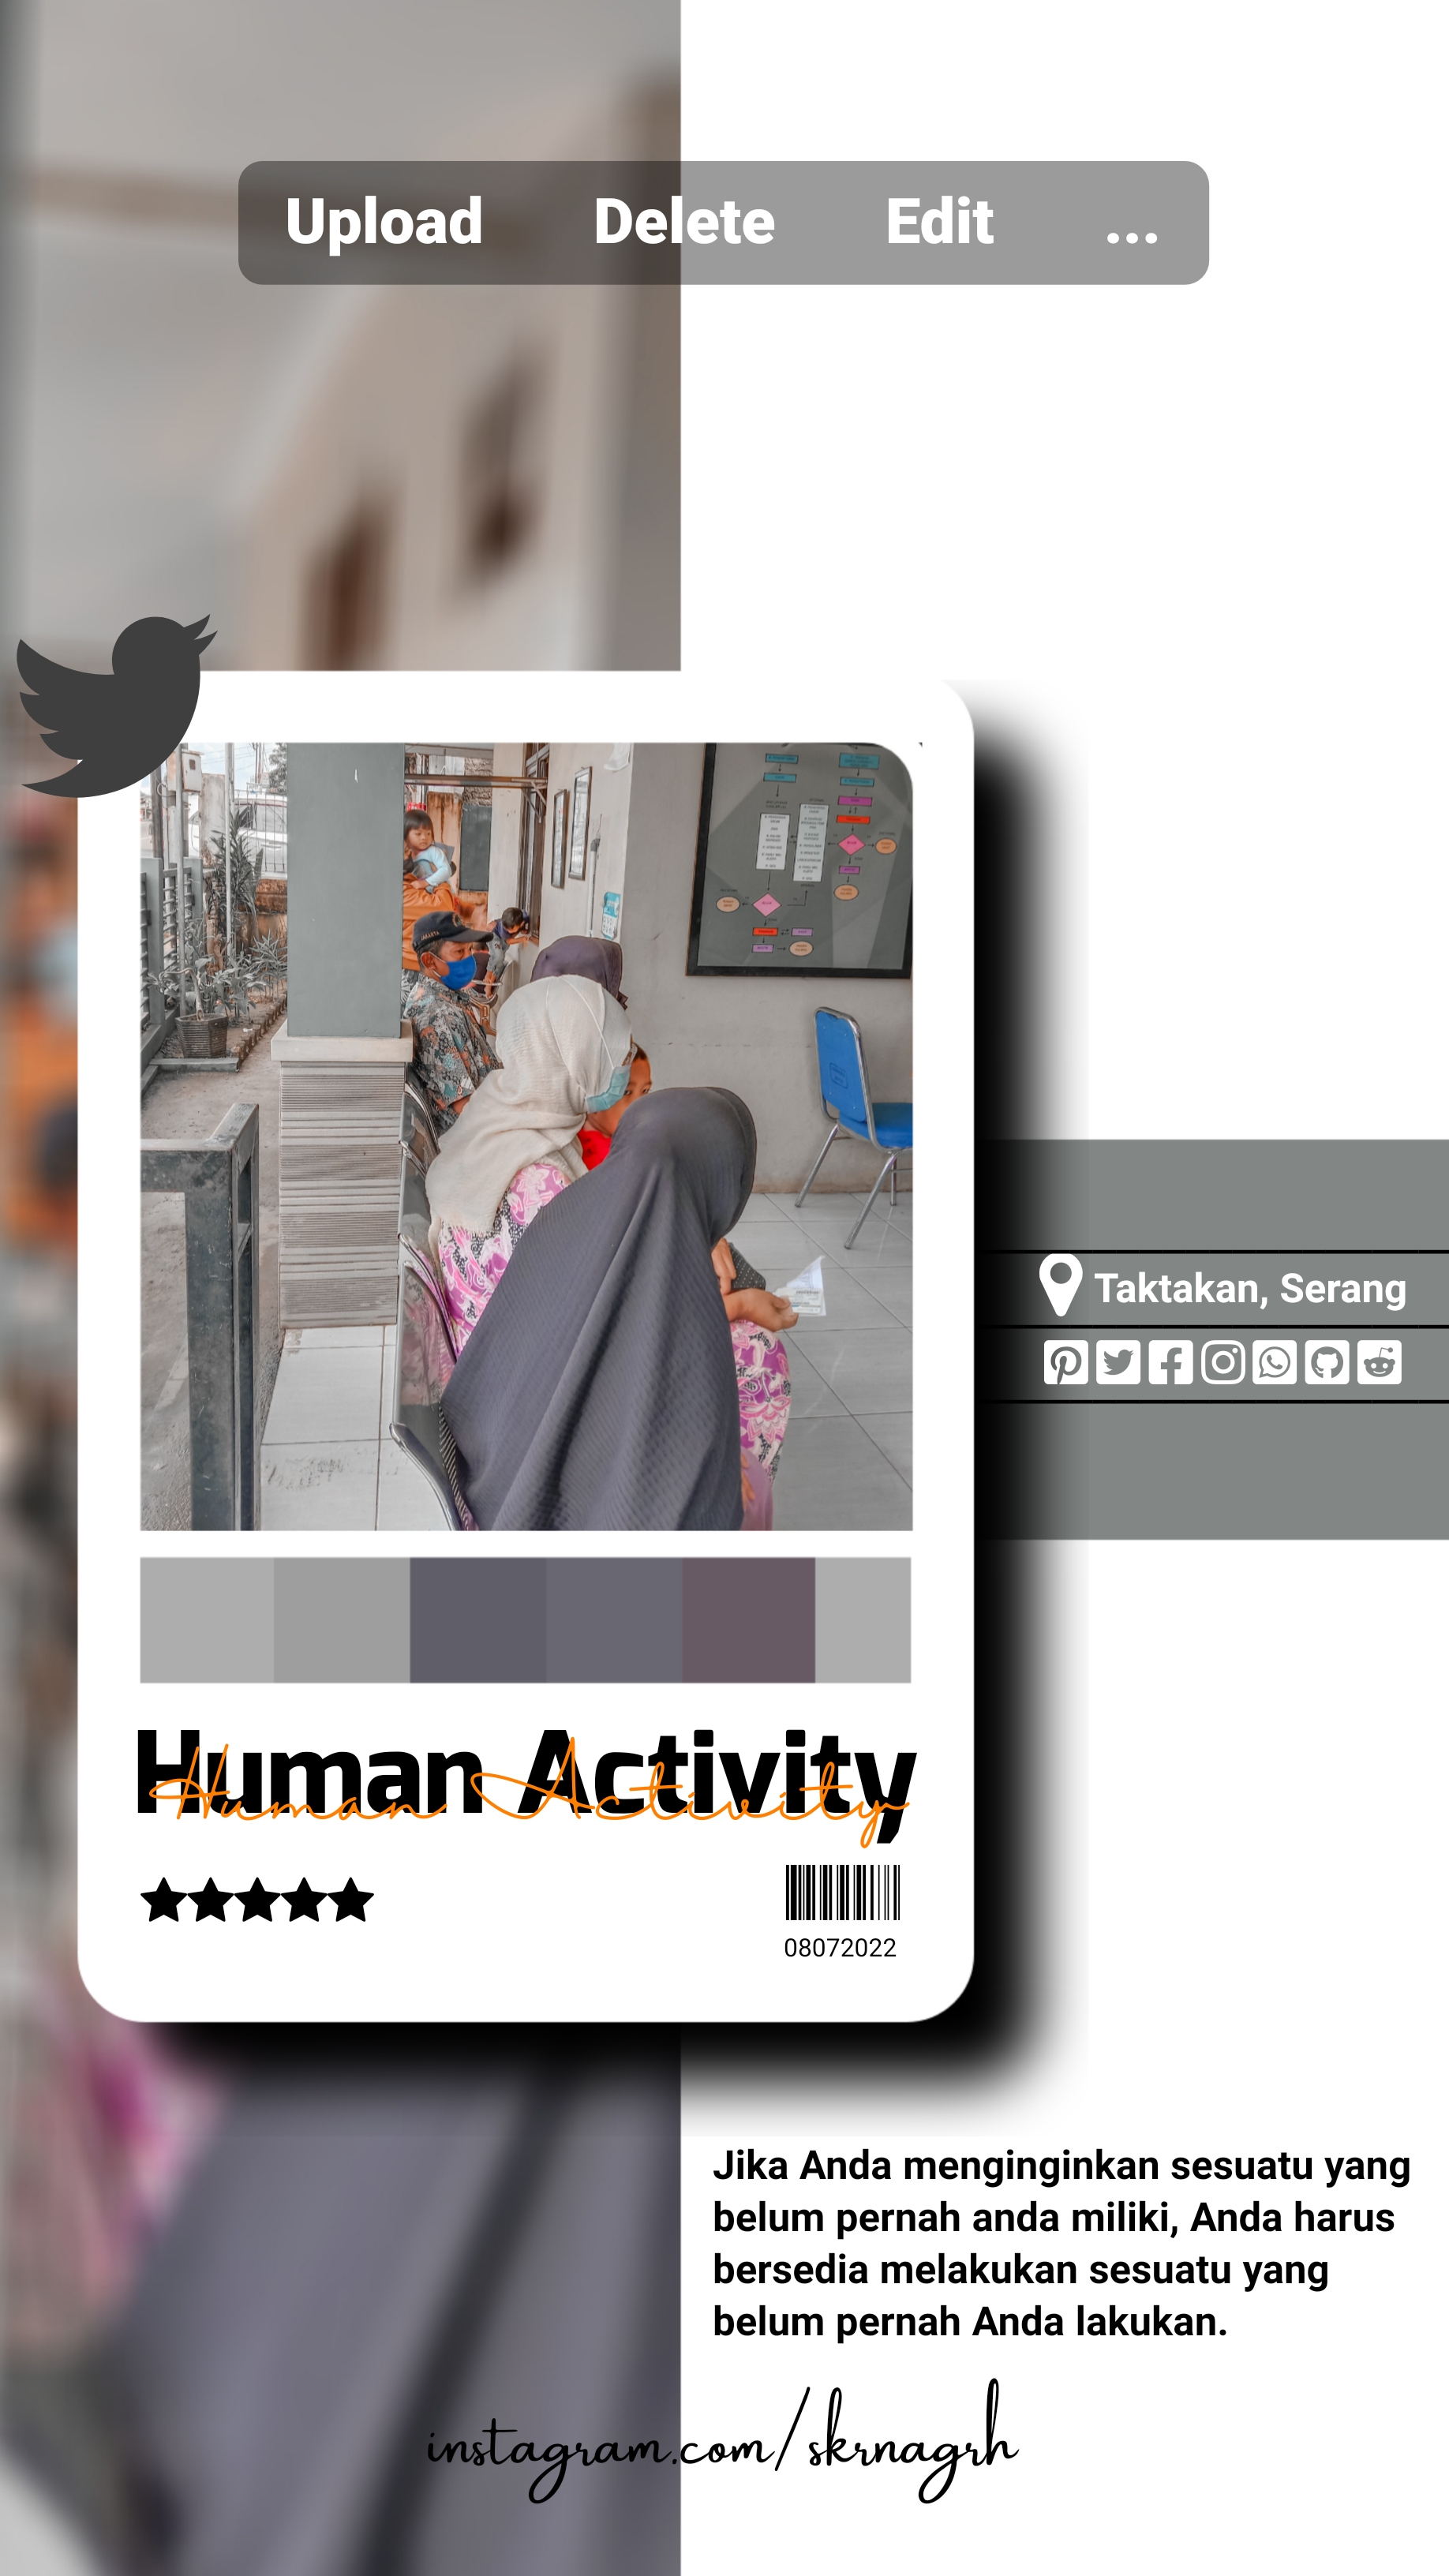 Upload Delete Edit ...
JAKARTA
Taktakan, Serang
Human Activity
Human Activity
08072022
Jika Anda menginginkan sesuatu yang
belum pernah anda miliki, Anda harus
bersedia melakukan sesuatu yang
belum pernah Anda lakukan.
instagram.com/skrnagrh